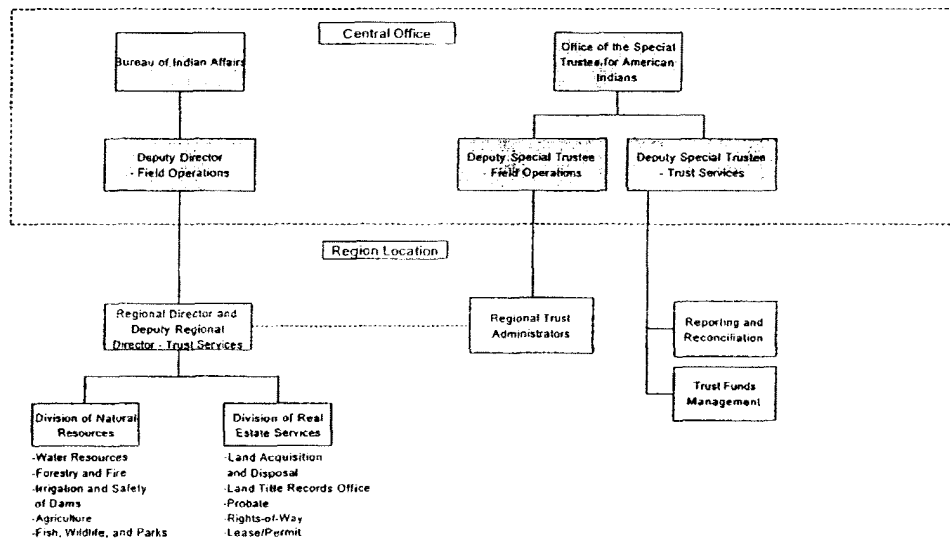 Central Office
Bureau of Indian Affairs
Office of the Special
Trustee for American
Indians
Deputy Director
- Field Operations
Deputy Special Trustee
- Field Operations
Deputy Special Trustee
- Trust Services
Region Location
Regional Director and
Deputy Regional
Director - Trust Services
Regional Trust
Administrators
Reporting and
Reconciliation
Trust Funds
Management
Division of Natural
Resources
Division of Real
Estate Services
-Water Resources
-Forestry and Fire
-Irrigation and Safety
of Dams
-Agriculture
-Fish, Wildlife, and Parks
-Land Acquisition
and Disposal
-Land Title Records Office
-Probate
-Rights-of-Way
-Lease/Permit